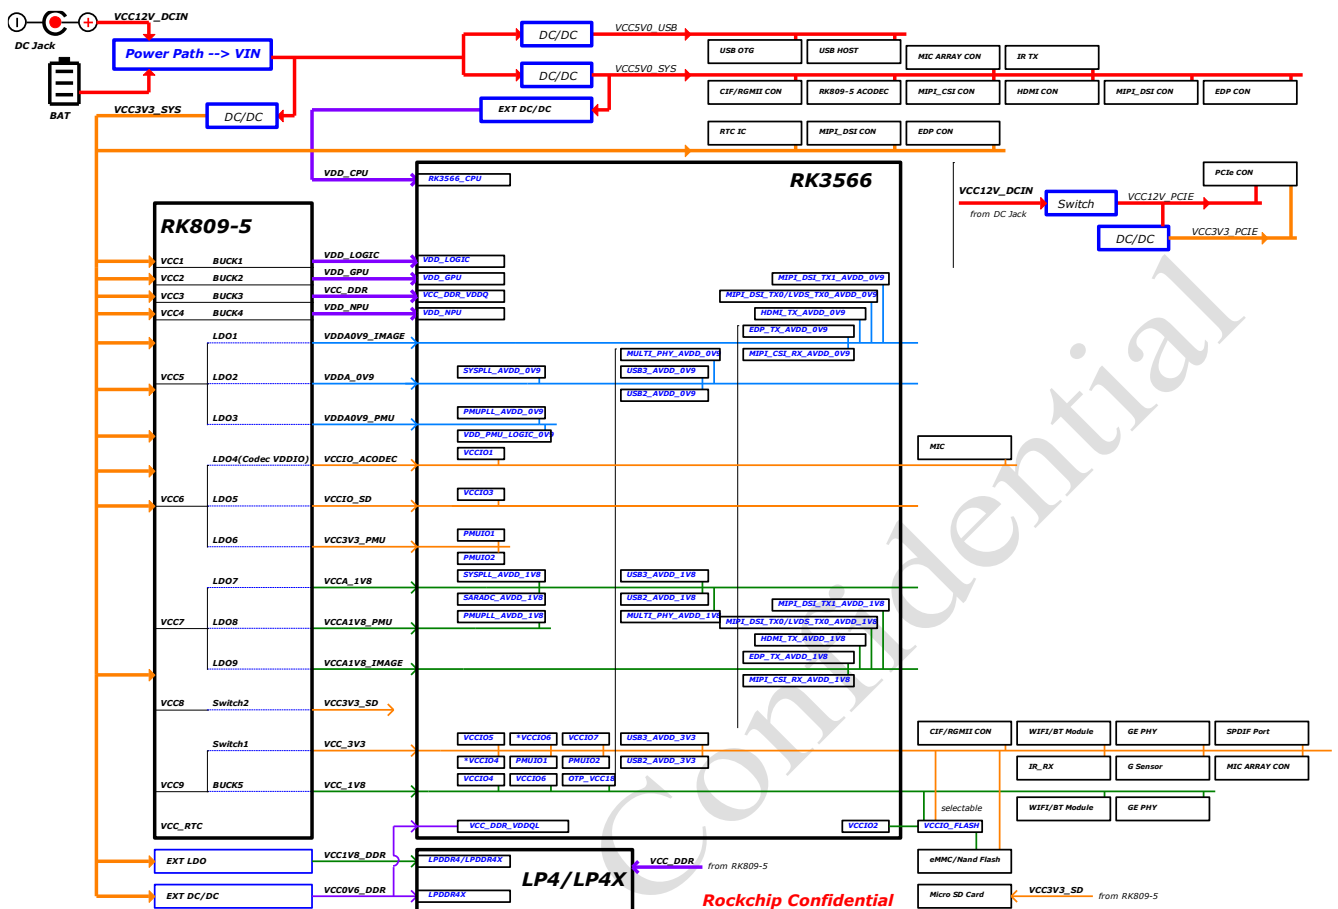 VCC12V_DCIN
DC Jack
Power Path --> VIN
BAT
VCC3V3_SYS
DC/DC
DC/DC
VCC5V0_USB
DC/DC
VCC5V0_SYS
EXT DC/DC
USB OTG
USB HOST
MIC ARRAY CON
IR TX
CIF/RGMII CON
RK809-5 ACODEC
MIPI_CSI CON
HDMI CON
MIPI_DSI CON
EDP CON
RTC IC
MIPI_DSI CON
EDP CON
VDD_CPU
RK3566_CPU
RK3566
VCC12V_DCIN
from DC Jack
Switch
VCC12V_PCIE
PCIe CON
DC/DC
VCC3V3_PCIE
RK809-5
VCC1
BUCK1
VDD_LOGIC
VDD_LOGIC
VCC2
BUCK2
VDD_GPU
VDD_GPU
VCC3
BUCK3
VCC_DDR
VCC_DDR_VDDQ
VCC4
BUCK4
VDD_NPU
VDD_NPU
MIPI_DSI_TX1_AVDD_0V9
MIPI_DSI_TX0/LVDS_TX0_AVDD_0V9
HDMI_TX_AVDD_0V9
EDP_TX_AVDD_0V9
LDO1
VDDA0V9_IMAGE
MULTI_PHY_AVDD_0V9
MIPI_CSI_RX_AVDD_0V9
SYSPLL_AVDD_0V9
USB3_AVDD_0V9
VCC5
LDO2
VDDA_0V9
USB2_AVDD_0V9
PMUPLL_AVDD_0V9
LDO3
VDDA0V9_PMU
VDD_PMU_LOGIC_0V9
LDO4(Codec VDDIO)
VCCIO_ACODEC
VCCIO1
MIC
VCC6
LDO5
VCCIO_SD
VCCIO3
LDO6
VCC3V3_PMU
PMUIO1
PMUIO2
SYSPLL_AVDD_1V8
USB3_AVDD_1V8
LDO7
VCCA_1V8
SARADC_AVDD_1V8
USB2_AVDD_1V8
MIPI_DSI_TX1_AVDD_1V8
PMUPLL_AVDD_1V8
MULTI_PHY_AVDD_1V8
MIPI_DSI_TX0/LVDS_TX0_AVDD_1V8
VCC7
LDO8
VCCA1V8_PMU
HDMI_TX_AVDD_1V8
EDP_TX_AVDD_1V8
LDO9
VCCA1V8_IMAGE
MIPI_CSI_RX_AVDD_1V8
VCC8
Switch2
VCC3V3_SD
Switch1
VCC_3V3
VCCIO5
*VCCIO6
VCCIO7
USB3_AVDD_3V3
CIF/RGMII CON
WIFI/BT Module
GE PHY
SPDIF Port
*VCCIO4
PMUIO1
PMUIO2
USB2_AVDD_3V3
IR_RX
G Sensor
MIC ARRAY CON
VCC9
BUCK5
VCC_1V8
VCCIO4
VCCIO6
OTP_VCC18
selectable
WIFI/BT Module
GE PHY
VCC_RTC
VCC_DDR_VDDQL
VCCIO2
VCCIO_FLASH
EXT LDO
VCC1V8_DDR
LPDDR4/LPDDR4X
LP4/LP4X
VCC_DDR
from RK809-5
eMMC/Nand Flash
EXT DC/DC
VCC0V6_DDR
LPDDR4X
Rockchip Confidential
Micro SD Card
VCC3V3_SD
from RK809-5
Confidential